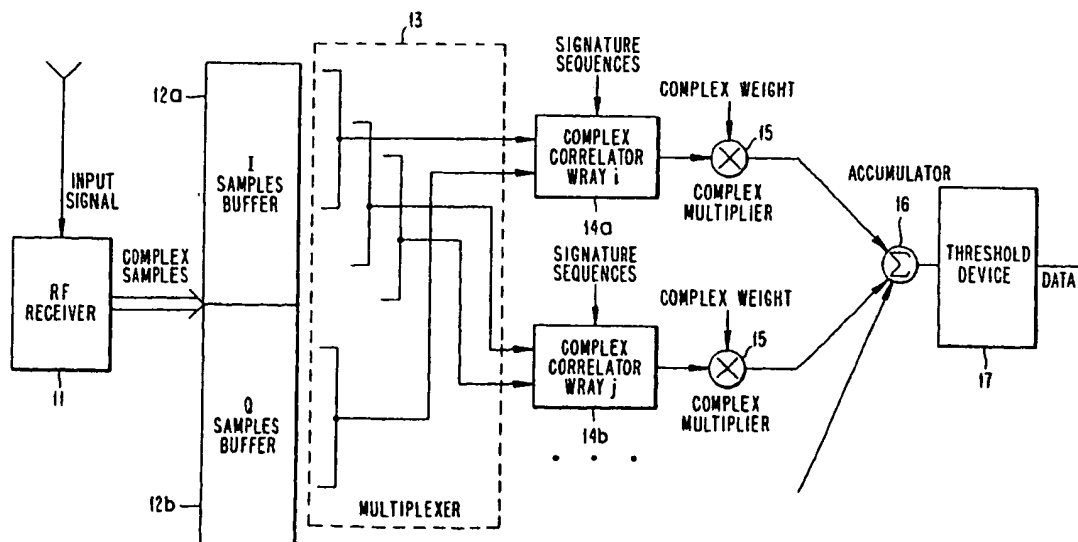 13
SIGNATURE
SEQUENCES
COMPLEX WEIGHT
12a
I
SAMPLES
BUFFER
COMPLEX
CORRELATOR
WRAY i
15
COMPLEX
MULTIPLIER
ACCUMULATOR
16
INPUT
SIGNAL
14a
COMPLEX
SAMPLES
RF
RECEIVER
11
SIGNATURE
SEQUENCES
COMPLEX WEIGHT
Σ
THRESHOLD
DEVICE
DATA
17
COMPLEX
CORRELATOR
WRAY j
15
COMPLEX
MULTIPLIER
14b
Q
SAMPLES
BUFFER
12b
MULTIPLEXER
• • •